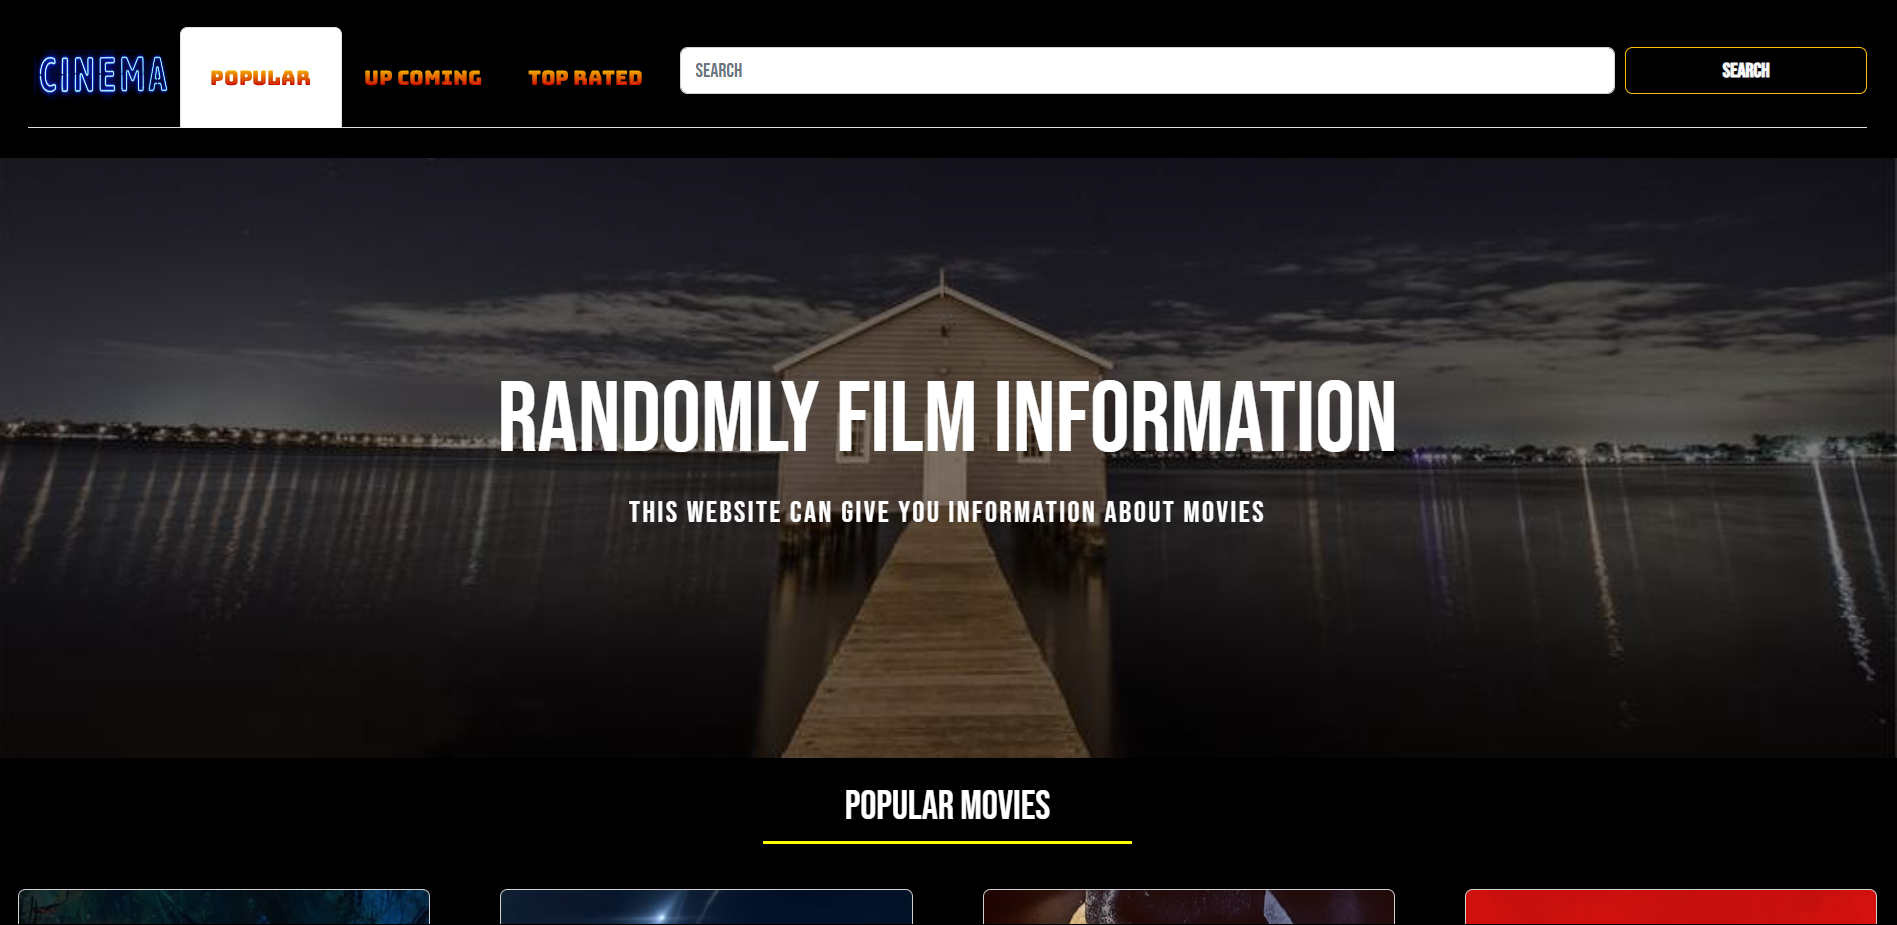 CINEMA
POPULAR
UP COMING
TOP RATED
SEARCH
SEARCH
RANDOMLY FILM INFORMATION
THIS WEBSITE CAN GIVE YOU INFORMATION ABOUT MOVIES
POPULAR MOVIES